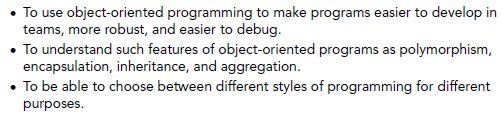 • To use object-oriented programming to make programs easier to develop in
teams, more robust, and easier to debug.
• To understand such features of object-oriented programs as polymorphism,
encapsulation, inheritance, and aggregation.
• To be able to choose between different styles of programming for different
purposes.